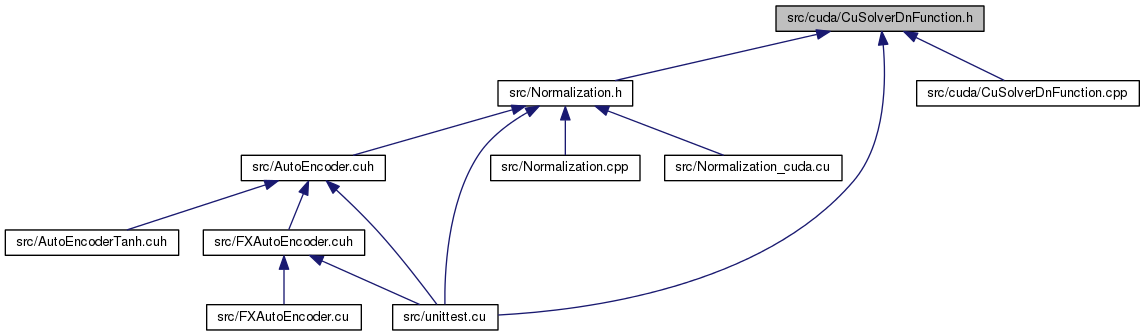 src/cuda/CuSolverDnFunction.h
src/Normalization.h
src/cuda/CuSolverDnFunction.cpp
src/AutoEncoder.cuh
src/Normalization.cpp
src/Normalization_cuda.cu
src/AutoEncoderTanh.cuh
src/FXAutoEncoder.cuh
src/FXAutoEncoder.cu
src/unittest.cu